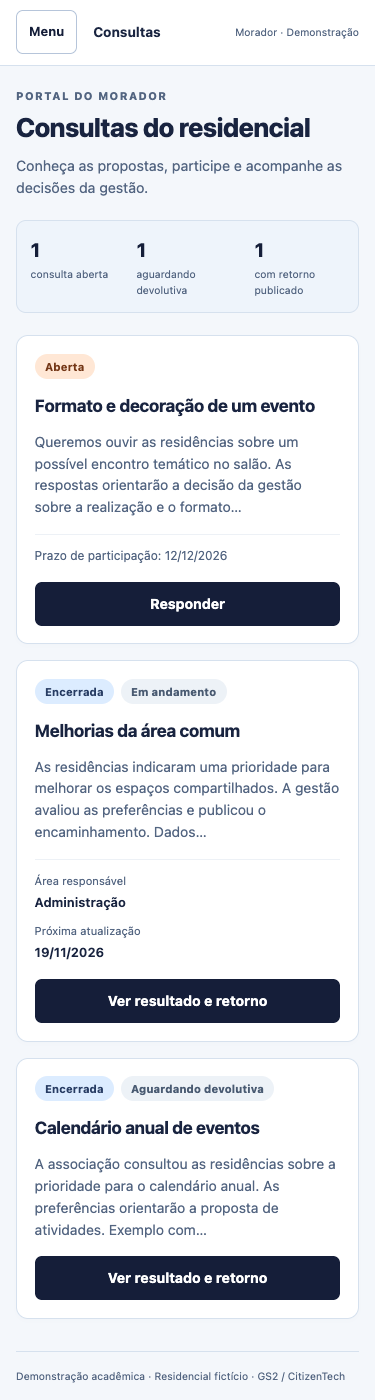 Menu
Consultas
Morador · Demonstração
PORTAL DO MORADOR
Consultas do residencial
Conheça as propostas, participe e acompanhe as
decisões da gestão.
1
consulta aberta
1
aguardando
devolutiva
1
com retorno
publicado
Aberta
Formato e decoração de um evento
Queremos ouvir as residências sobre um
possível encontro temático no salão. As
respostas orientarão a decisão da gestão
sobre a realização e o formato...
Prazo de participação: 12/12/2026
Responder
Encerrada
Em andamento
Melhorias da área comum
As residências indicaram uma prioridade para
melhorar os espaços compartilhados. A gestão
avaliou as preferências e publicou o
encaminhamento. Dados...
Área responsável
Administração
Próxima atualização
19/11/2026
Ver resultado e retorno
Encerrada
Aguardando devolutiva
Calendário anual de eventos
A associação consultou as residências sobre a
prioridade para o calendário anual. As
preferências orientarão a proposta de
atividades. Exemplo com...
Ver resultado e retorno
Demonstração acadêmica · Residencial fictício · GS2 / CitizenTech